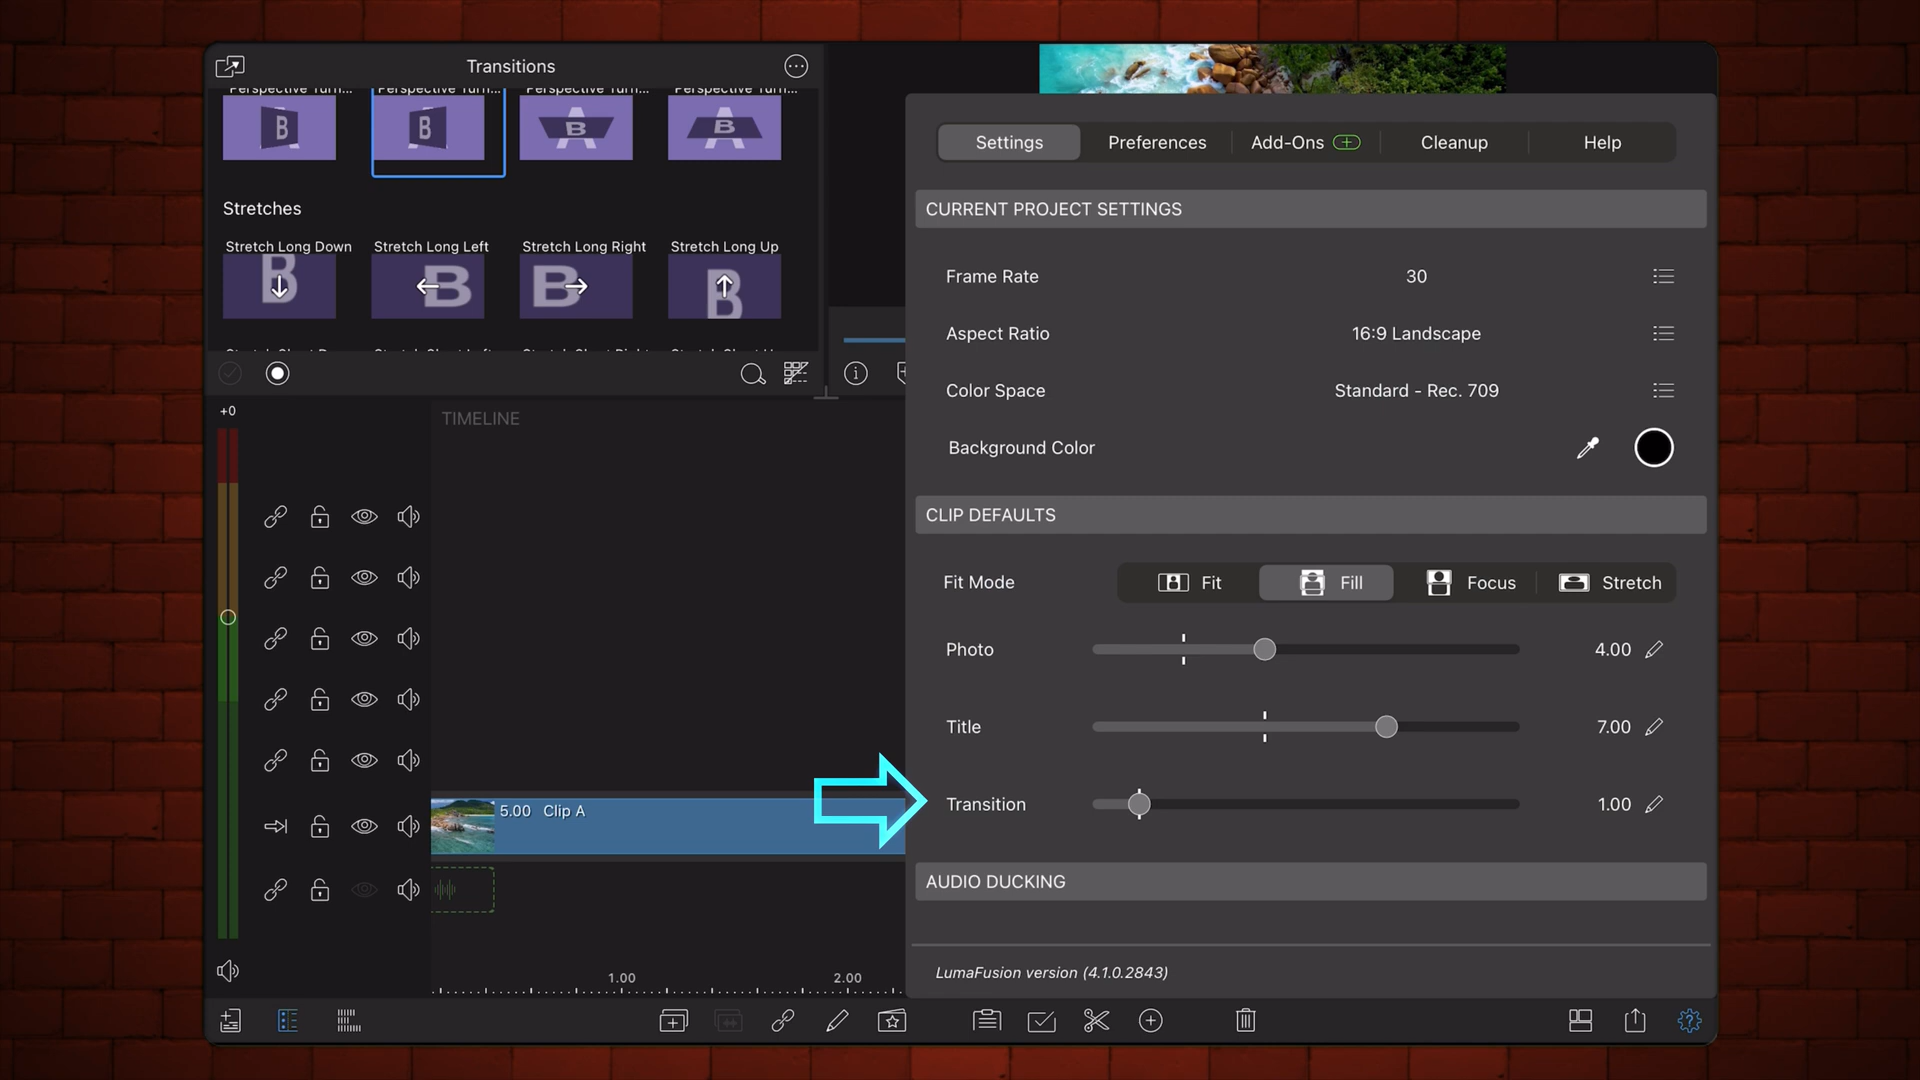 Transitions
Settings
Preferences
Add-Ons
Cleanup
Help
CURRENT PROJECT SETTINGS
Stretches
Stretch Long Down
Stretch Long Left
Stretch Long Right
Stretch Long Up
Frame Rate
30
Aspect Ratio
16:9 Landscape
Color Space
Standard - Rec. 709
Background Color
+0
TIMELINE
CLIP DEFAULTS
Fit Mode
Fit
Fill
Focus
Stretch
Photo
4.00
Title
7.00
Transition
1.00
5.00 Clip A
AUDIO DUCKING
1.00
2.00
LumaFusion version (4.1.0.2843)